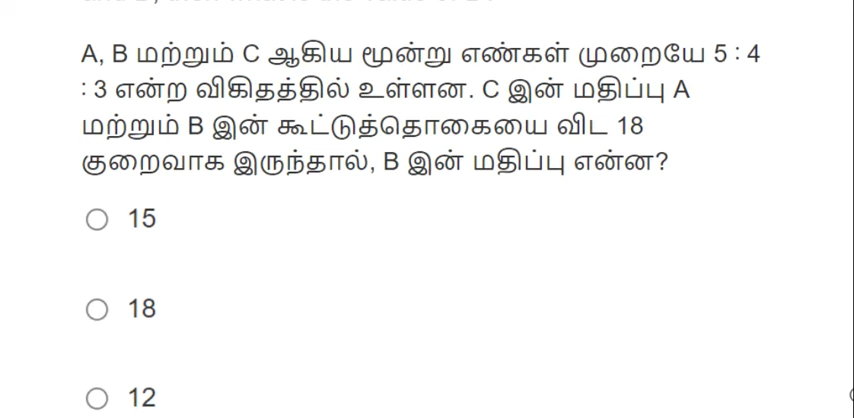 A, B மற்றும் C ஆகிய மூன்று எண்கள் முறையே 5 : 4
: 3 என்ற விகிதத்தில் உள்ளன. C இன் மதிப்பு A
மற்றும் B இன் கூட்டுத்தொகையை விட 18
குறைவாக இருந்தால், B இன் மதிப்பு என்ன?
15
18
12